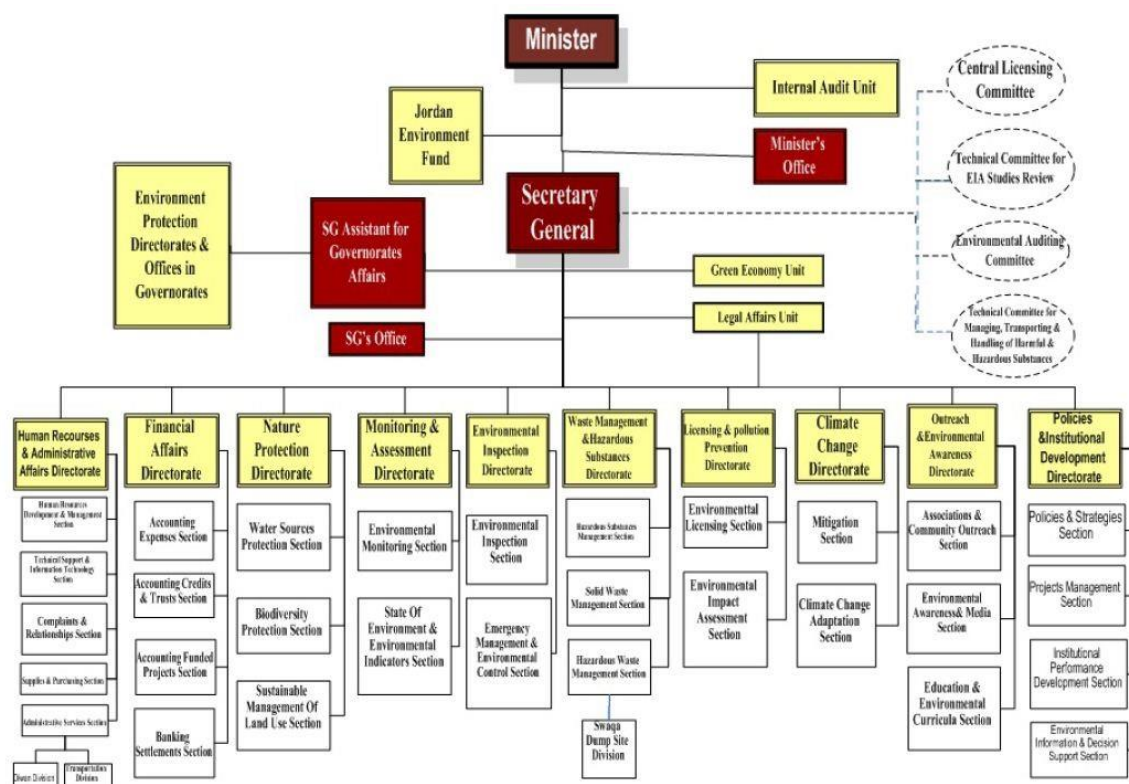 Minister
Internal Audit Unit
Central Licensing
Committee
Jordan
Environment
Fund
Minister's
Office
Technical Committee for
EIA Studies Review
Environment
Protection
Directorates &
Offices in
Governorates
SG Assistant for
Governorates
Affairs
Secretary
General
Environmental Auditing
Committee
Green Economy Unit
SG's Office
Legal Affairs Unit
Technical Committee for
Managing, Transporting &
Handling of Harmful &
Hazardous Substances
Human Recourses
& Administrative
Affairs Directorate
Financial
Affairs
Directorate
Nature
Protection
Directorate
Monitoring &
Assessment
Directorate
Environmental
Inspection
Directorate
Waste Management
&Hazardous
Substances
Directorate
Licensing & pollution
Prevention
Directorate
Climate
Change
Directorate
Outreach
&Environmental
Awareness
Directorate
Policies
&Institutional
Development
Directorate
Human Resources
Development & Management
Section
Technical Support &
Information Technology
Section
Complaints &
Relationships Section
Supplies & Purchasing Section
Administrative Services Section
Diwan Division
Transportation
Division
Accounting
Expenses Section
Accounting Credits
& Trusts Section
Accounting Funded
Projects Section
Banking
Settlements Section
Water Sources
Protection Section
Biodiversity
Protection Section
Sustainable
Management Of
Land Use Section
Environmental
Monitoring Section
State Of
Environment &
Environmental
Indicators Section
Environmental
Inspection
Section
Emergency
Management &
Environmental
Control Section
Hazardous Substances
Management Section
Solid Waste
Management Section
Hazardous Waste
Management Section
Swaqa
Dump Site
Division
Environmental
Licensing Section
Environmental
Impact
Assessment
Section
Mitigation
Section
Climate Change
Adaptation
Section
Associations &
Community Outreach
Section
Environmental
Awareness& Media
Section
Education &
Environmental
Curricula Section
Policies & Strategies
Section
Projects Management
Section
Institutional
Performance
Development Section
Environmental
Information & Decision
Support Section